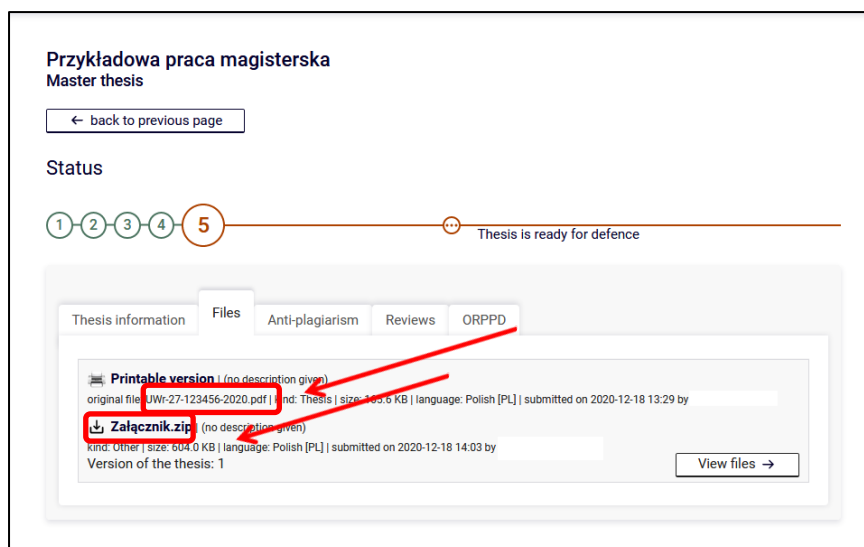 Przykładowa praca magisterska
Master thesis
← back to previous page
Status
1 2 3 4 5
Thesis is ready for defence
Thesis information Files Anti-plagiarism Reviews ORPPD
Printable version | (no description given)
original file: UWr-27-123456-2020.pdf | kind: Thesis | size: 105.6 KB | language: Polish [PL] | submitted on 2020-12-18 13:29 by
Załącznik.zip | (no description given)
kind: Other | size: 604.0 KB | language: Polish [PL] | submitted on 2020-12-18 14:03 by
Version of the thesis: 1
View files →